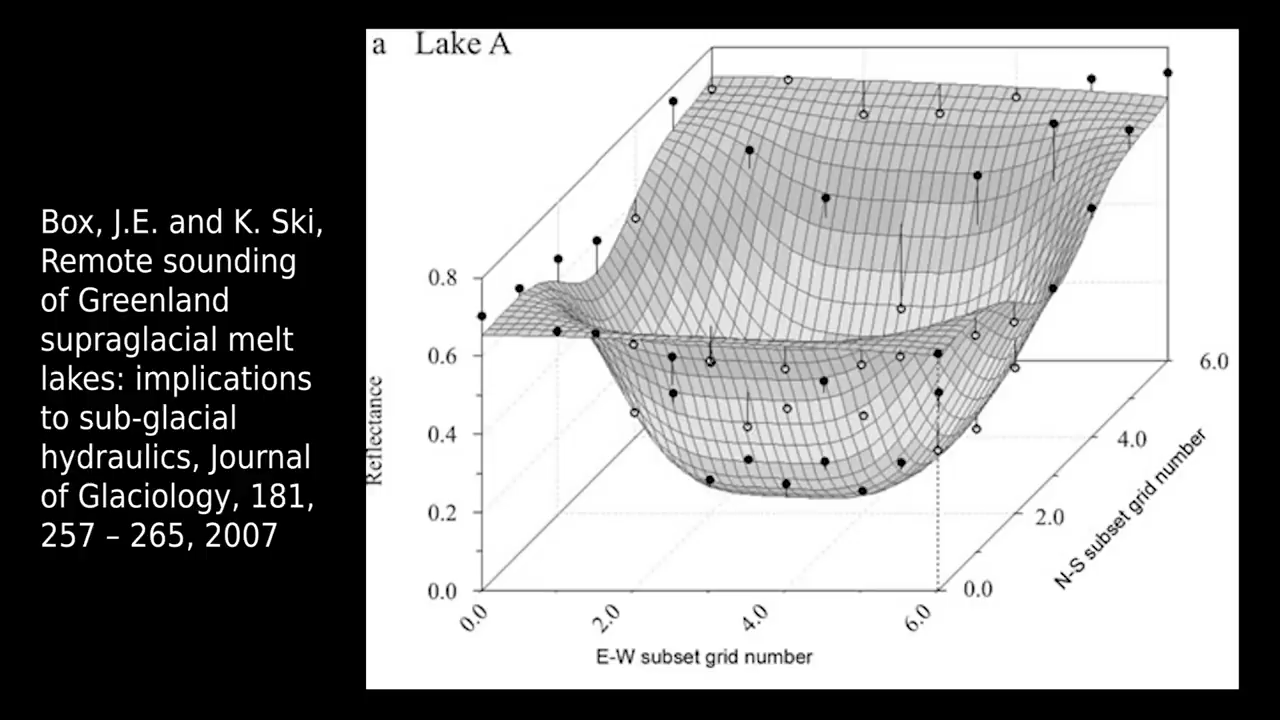 Box, J.E. and K. Ski,
Remote sounding
of Greenland
supraglacial melt
lakes: implications
to sub-glacial
hydraulics, Journal
of Glaciology, 181,
257 – 265, 2007
a Lake A
0.8
0.6
0.4
0.2
0.0
Reflectance
0.0
2.0
4.0
6.0
E-W subset grid number
0.0
2.0
4.0
6.0
N-S subset grid number